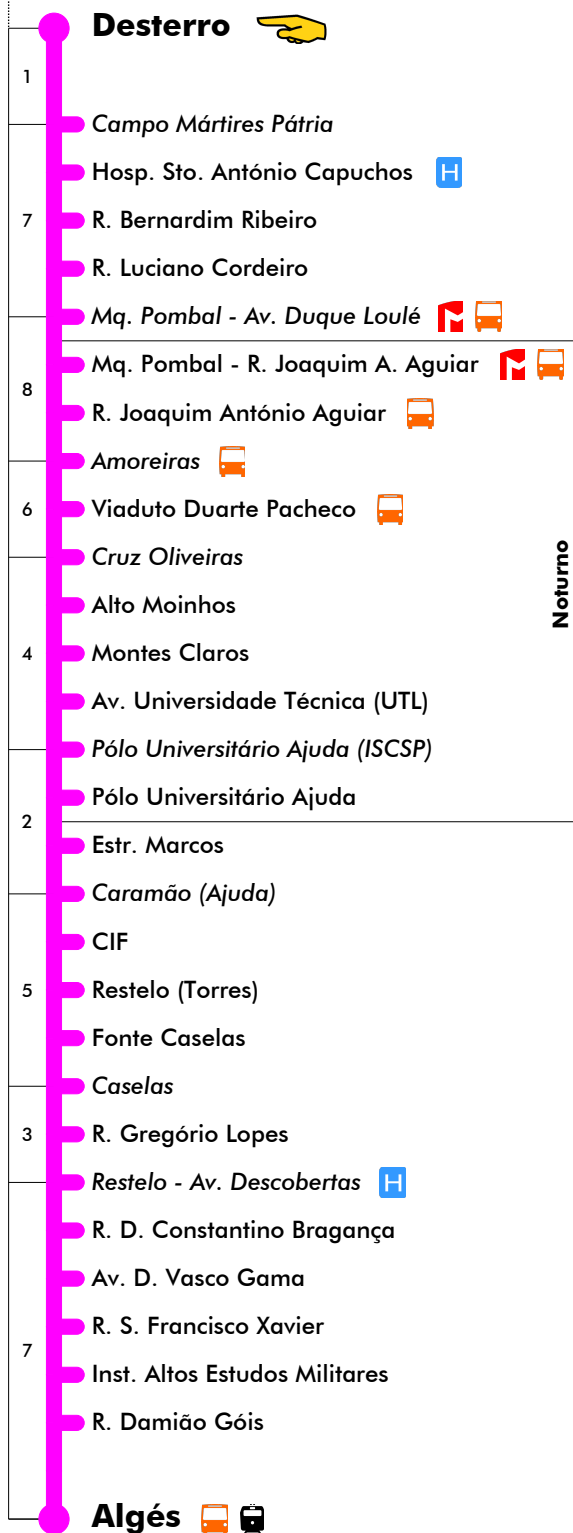 Desterro
1
Campo Mártires Pátria
Hosp. Sto. António Capuchos H
7 R. Bernardim Ribeiro
R. Luciano Cordeiro
Mq. Pombal - Av. Duque Loulé
Mq. Pombal - R. Joaquim A. Aguiar
8
R. Joaquim António Aguiar
Amoreiras
6 Viaduto Duarte Pacheco
Cruz Oliveiras
Noturno
Alto Moinhos
4 Montes Claros
Av. Universidade Técnica (UTL)
Pólo Universitário Ajuda (ISCSP)
Pólo Universitário Ajuda
2
Estr. Marcos
Caramão (Ajuda)
CIF
5 Restelo (Torres)
Fonte Caselas
Caselas
3 R. Gregório Lopes
Restelo - Av. Descobertas H
R. D. Constantino Bragança
Av. D. Vasco Gama
R. S. Francisco Xavier
7
Inst. Altos Estudos Militares
R. Damião Góis
Algés